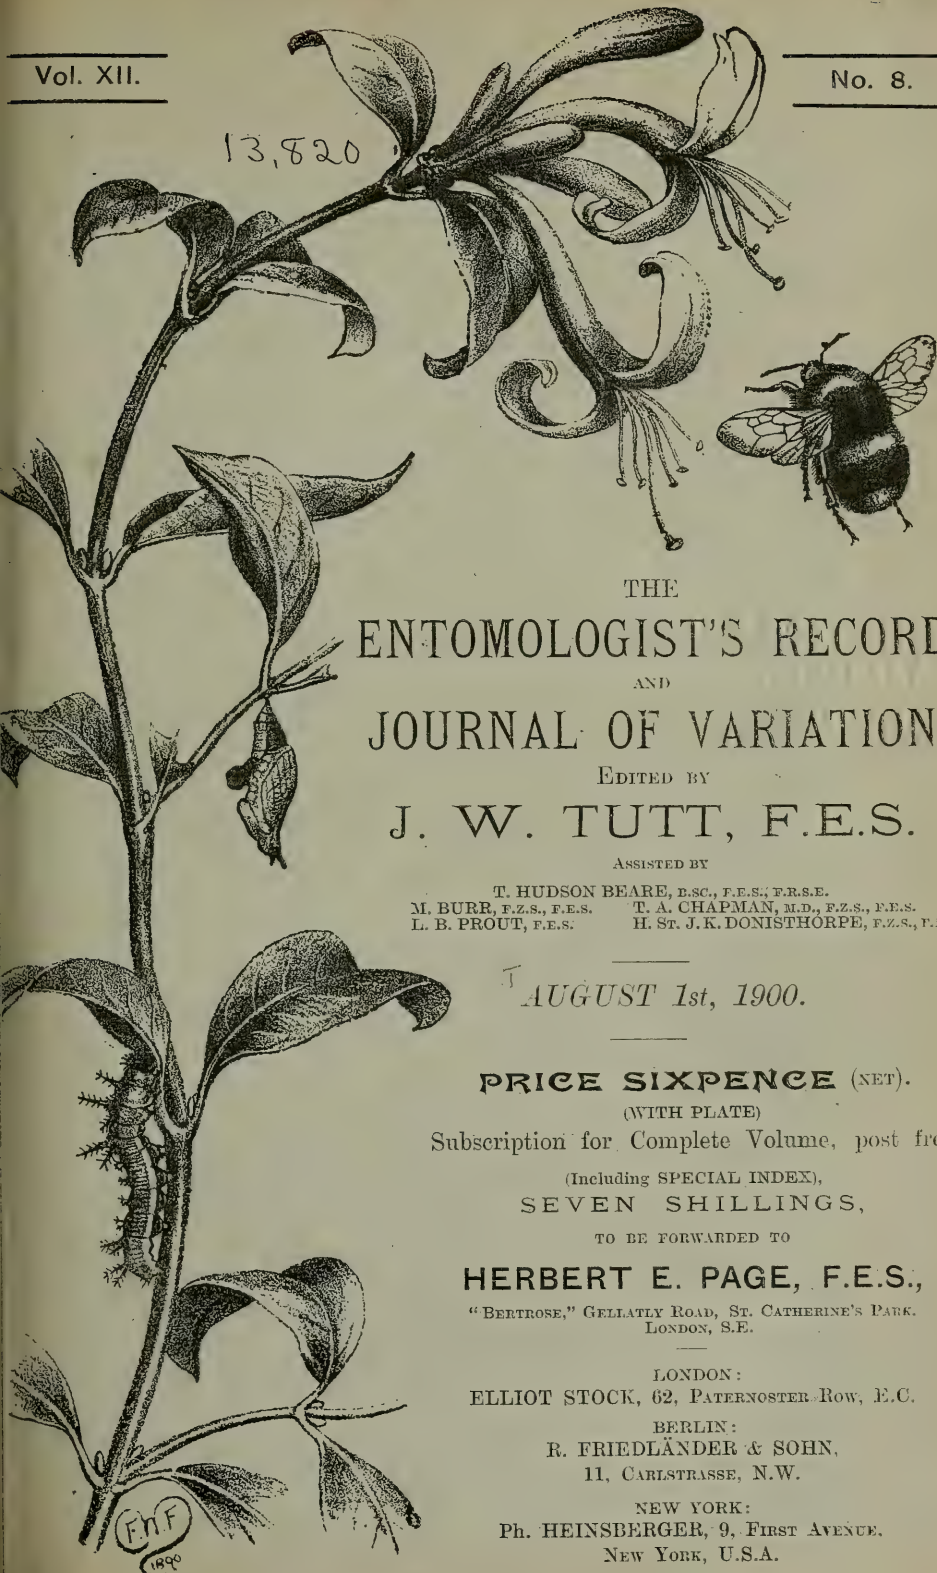 Vol. XII.
No. 8.
13,820
THE
ENTOMOLOGIST'S RECORD
AND
JOURNAL OF VARIATION
EDITED BY
J. W. TUTT, F.E.S.
ASSISTED BY
T. HUDSON BEARE, B.SC., F.E.S., F.R.S.E.
M. BURR, F.Z.S., F.E.S. T. A. CHAPMAN, M.D., F.Z.S., F.E.S.
L. B. PROUT, F.E.S. H. ST. J. K. DONISTHORPE, F.Z.S.,
AUGUST 1st, 1900.
PRICE SIXPENCE (NET).
(WITH PLATE)
Subscription for Complete Volume, post fre
(Including SPECIAL INDEX),
SEVEN SHILLINGS,
TO BE FORWARDED TO
HERBERT E. PAGE, F.E.S.,
"BERTROSE," GELLATLY ROAD, ST. CATHERINE'S PARK.
LONDON, S.E.
LONDON:
ELLIOT STOCK, 62, PATERNOSTER ROW, E.C.
BERLIN:
R. FRIEDLÄNDER & SOHN,
11, CARLSTRASSE, N.W.
NEW YORK:
Ph. HEINSBERGER, 9, FIRST AVENUE.
NEW YORK, U.S.A.
F.N.F
1890